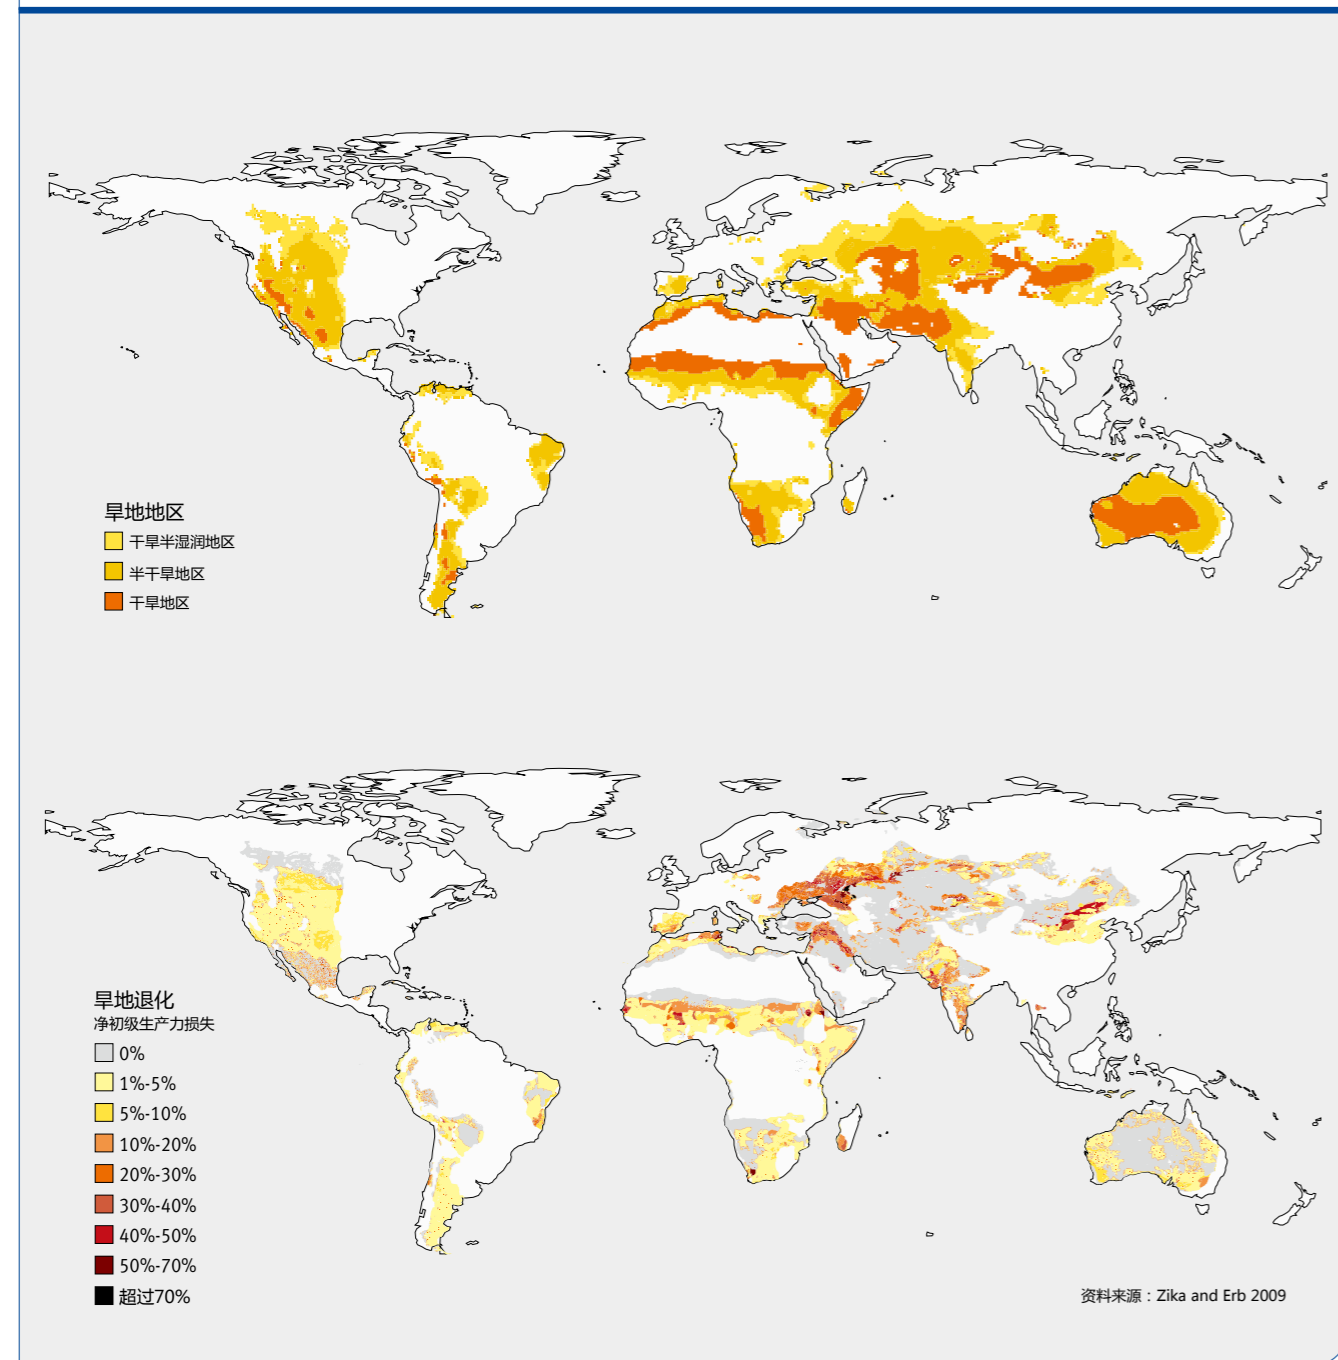 旱地地区
干旱半湿润地区
半干旱地区
干旱地区
旱地退化
净初级生产力损失
0%
1%-5%
5%-10%
10%-20%
20%-30%
30%-40%
40%-50%
50%-70%
超过70%
资料来源：Zika and Erb 2009